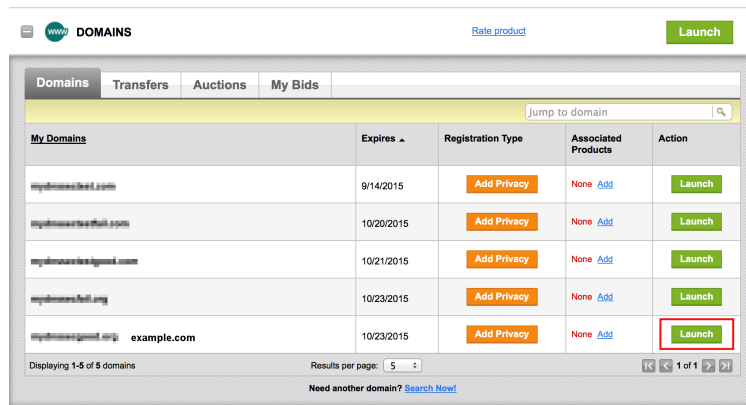 www DOMAINS Rate product Launch
Domains Transfers Auctions My Bids
Jump to domain
My Domains Expires Registration Type Associated Products Action
9/14/2015 Add Privacy None Add Launch
10/20/2015 Add Privacy None Add Launch
10/21/2015 Add Privacy None Add Launch
10/23/2015 Add Privacy None Add Launch
example.com 10/23/2015 Add Privacy None Add Launch
Displaying 1-5 of 5 domains Results per page: 5 1 of 1
Need another domain? Search Now!